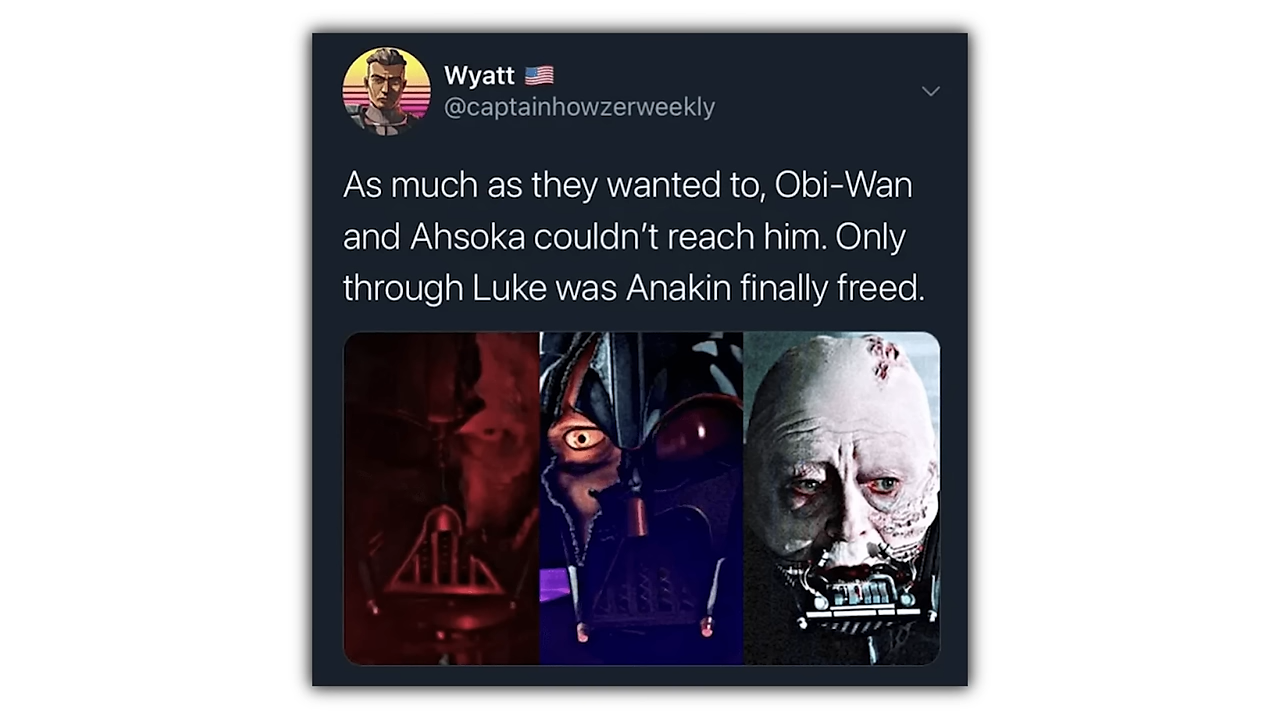 Wyatt 🇺🇸
@captainhowzerweekly
As much as they wanted to, Obi-Wan
and Ahsoka couldn’t reach him. Only
through Luke was Anakin finally freed.